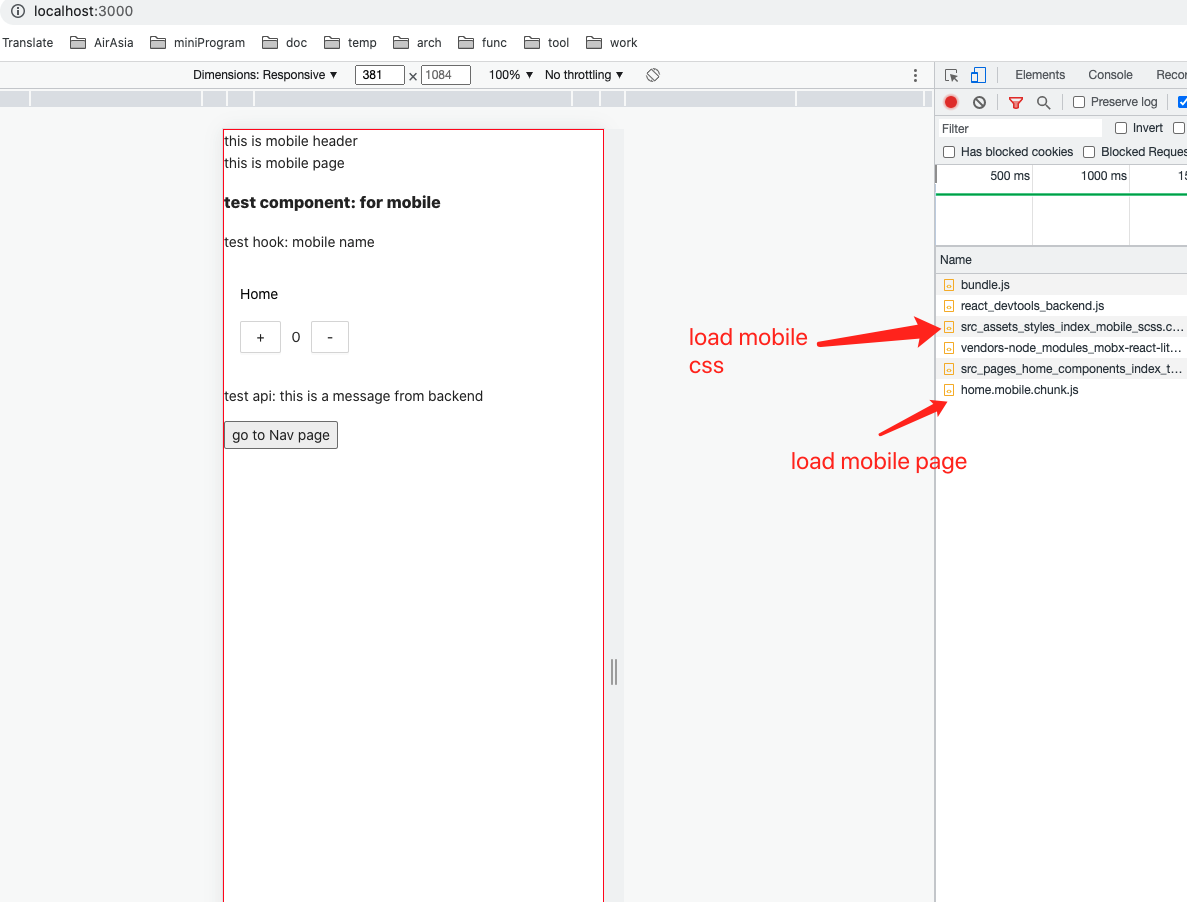 localhost:3000
Translate AirAsia miniProgram doc temp arch func tool work
Dimensions: Responsive ▼ 381 × 1084 100% ▼ No throttling ▼
Elements Console Recor
Preserve log
Filter Invert
Has blocked cookies Blocked Reques
500 ms 1000 ms 15
Name
bundle.js
react_devtools_backend.js
src_assets_styles_index_mobile_scss.c...
vendors-node_modules_mobx-react-lit...
src_pages_home_components_index_t...
home.mobile.chunk.js
this is mobile header
this is mobile page
test component: for mobile
test hook: mobile name
Home
+ 0 -
test api: this is a message from backend
go to Nav page
load mobile
css
load mobile page